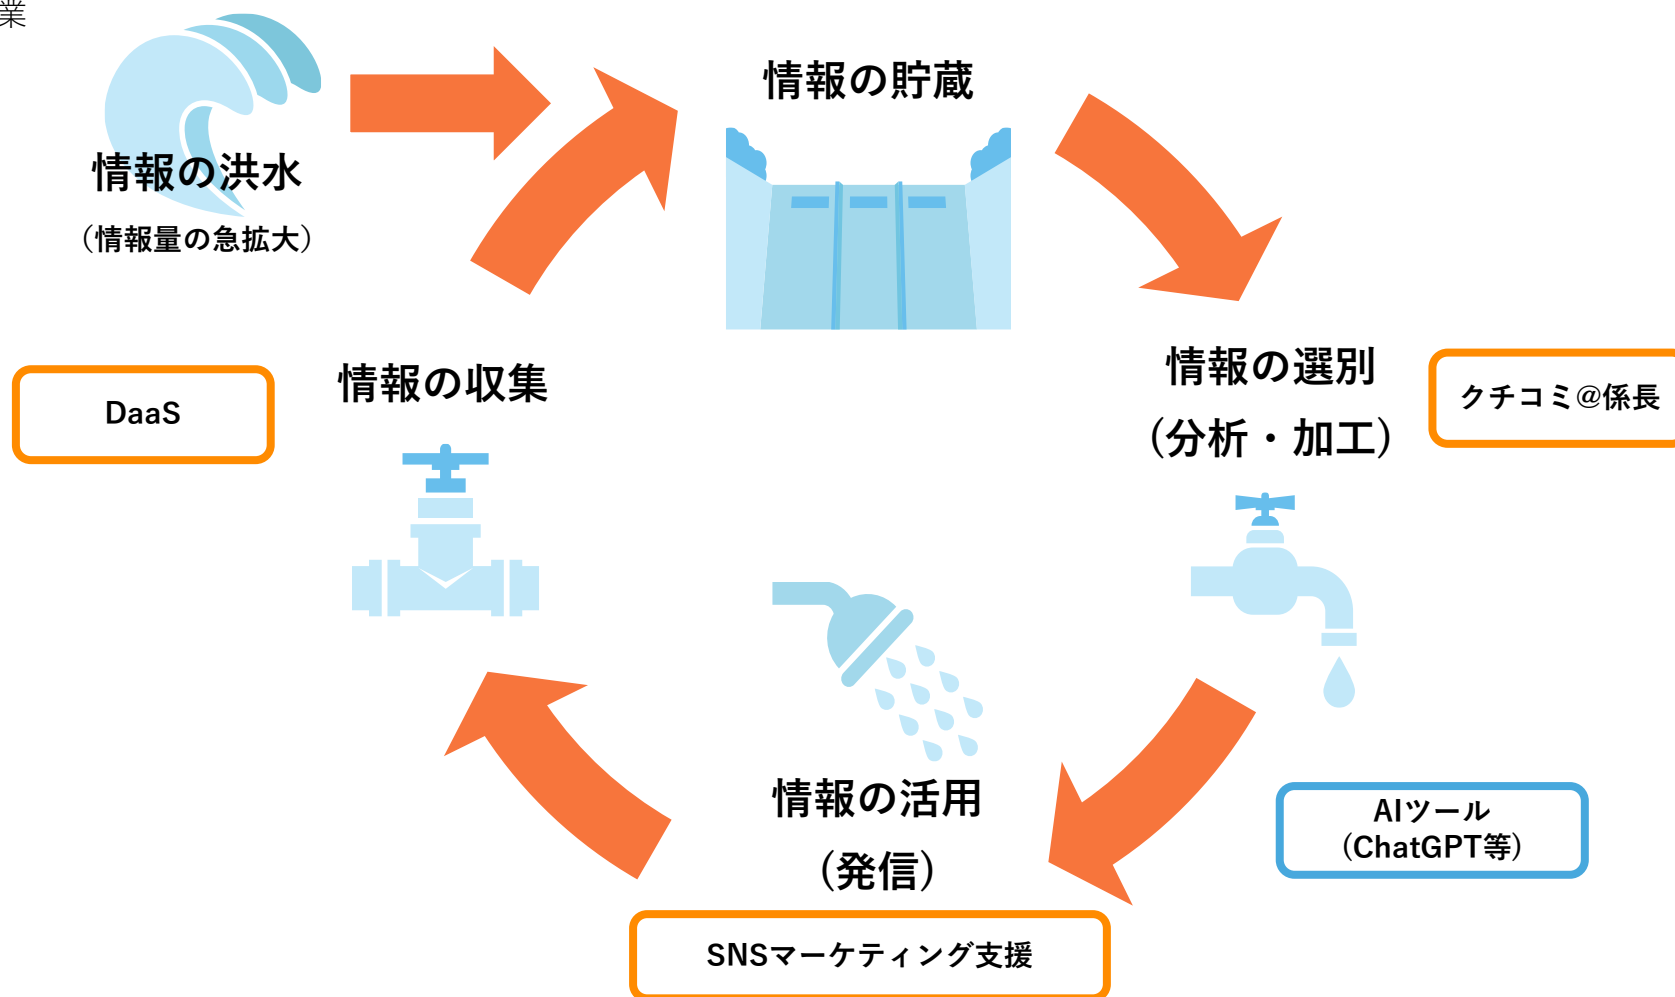 業
情報の洪水
（情報量の急拡大）
情報の貯蔵
情報の収集
DaaS
情報の選別
（分析・加工）
クチコミ@係長
情報の活用
（発信）
AIツール
（ChatGPT等）
SNSマーケティング支援